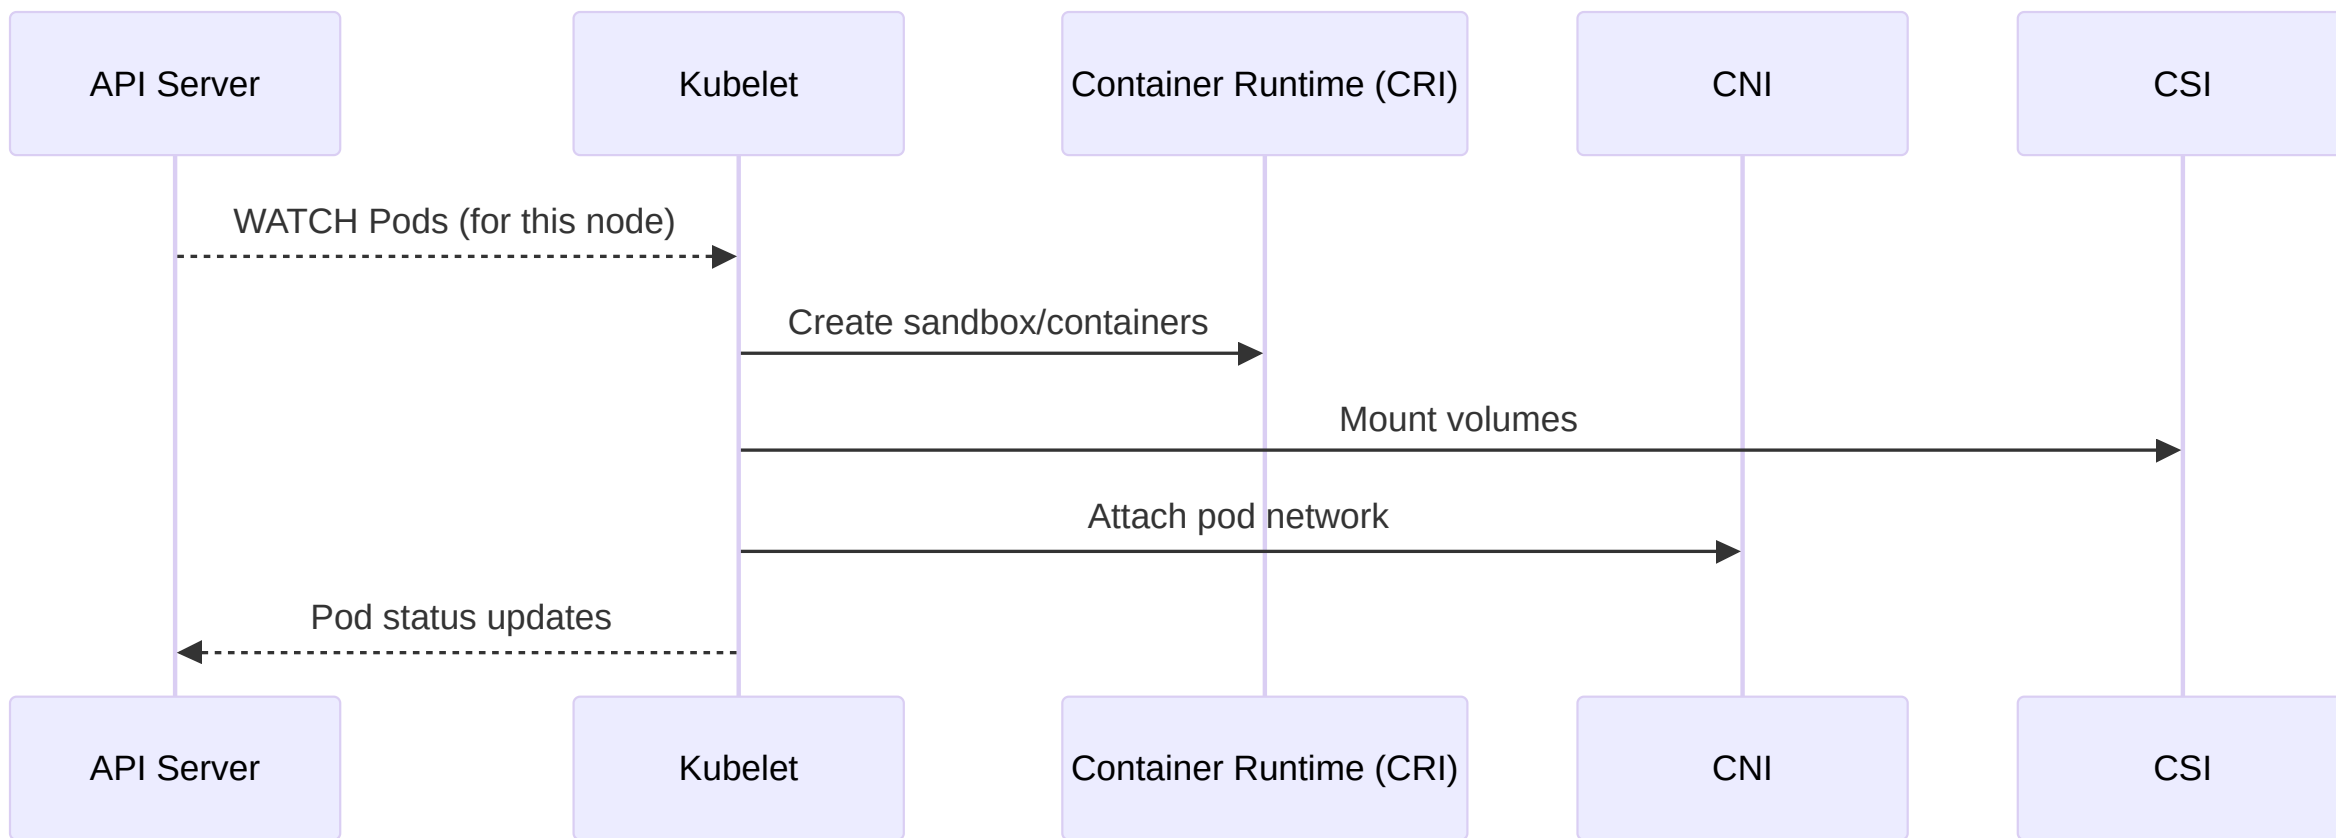 API Server
Kubelet
Container Runtime (CRI)
CNI
CSI
WATCH Pods (for this node)
Create sandbox/containers
Mount volumes
Attach pod network
Pod status updates
API Server
Kubelet
Container Runtime (CRI)
CNI
CSI